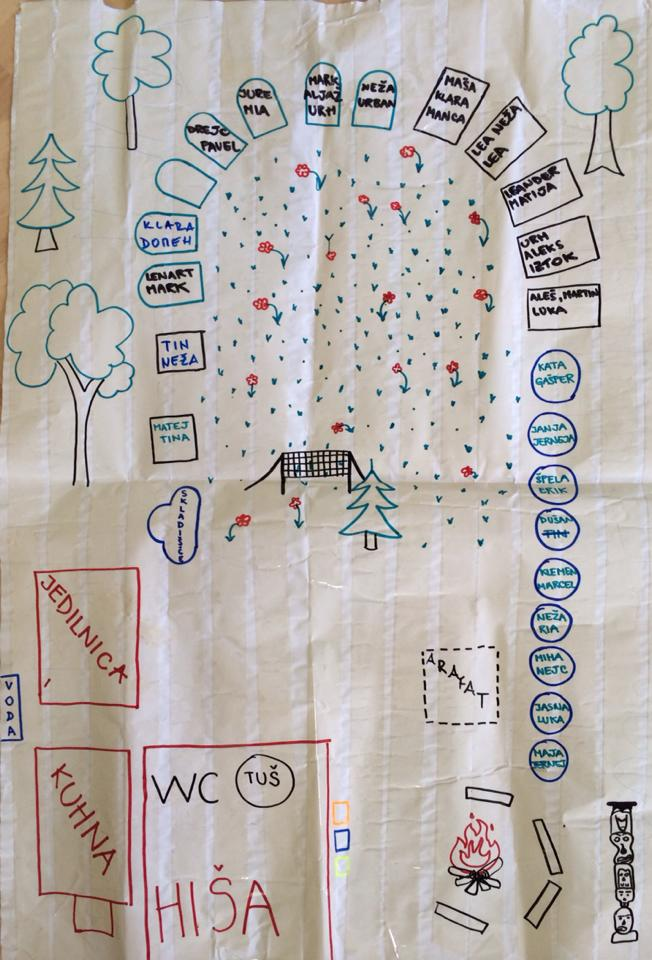 MARK
ALJAŽ
URH
NEŽA
URBAN
JURE
MIA
MAŠA
KLARA
MANCA
DREJC
PAVEL
LEA NEŽA
LEA
LEANDER
MATIJA
KLARA
DOMEN
URH
ALEKS
IZTOK
LENART
MARK
ALEŠ, MARTIN
LUKA
TIN
NEŽA
KATA
GAŠPER
MATEJ
TINA
JANJA
JERNEJA
ŠPELA
ERIK
SKLADIŠČE
DUŠAN
TIN
KLEMEN
MARCEL
JEDILNICA
NEŽA
RIA
MIHA
NEJC
ARAFAT
VODA
JASNA
LUKA
MAJA
JERNEJ
KUHNA
WC
TUŠ
HIŠA